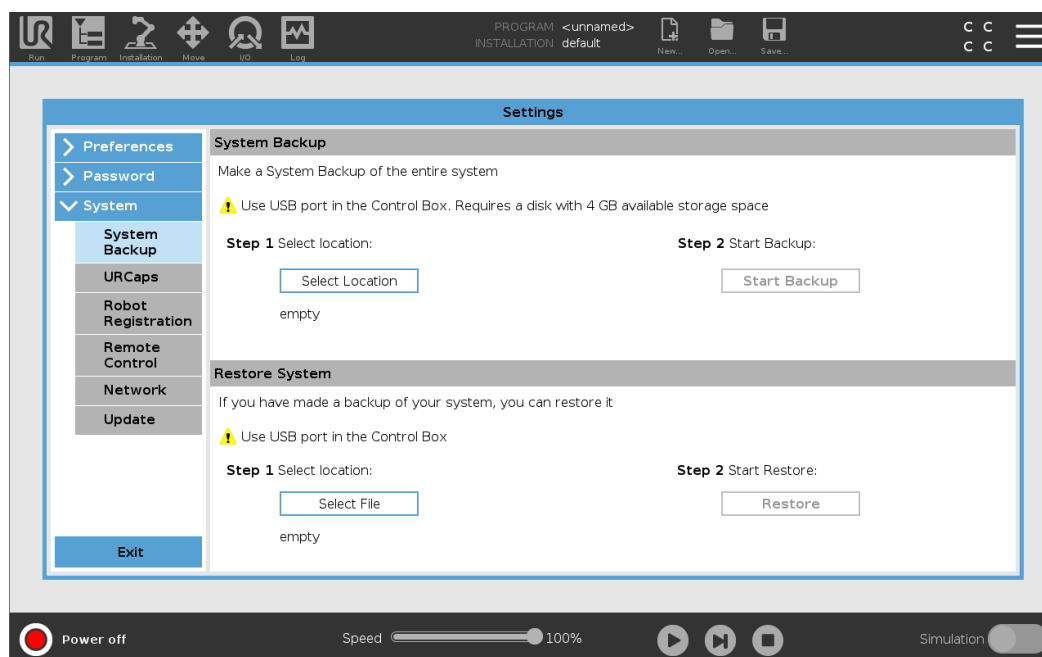 PROGRAM <unnamed>
INSTALLATION default
C C
C C
Run Program Installation Move I/O Log New... Open... Save...
Settings
Preferences
Password
System
System
Backup
URCaps
Robot
Registration
Remote
Control
Network
Update
Exit
System Backup
Make a System Backup of the entire system
Use USB port in the Control Box. Requires a disk with 4 GB available storage space
Step 1 Select location: Step 2 Start Backup:
Select Location Start Backup
empty
Restore System
If you have made a backup of your system, you can restore it
Use USB port in the Control Box
Step 1 Select location: Step 2 Start Restore:
Select File Restore
empty
Power off Speed 100% Simulation